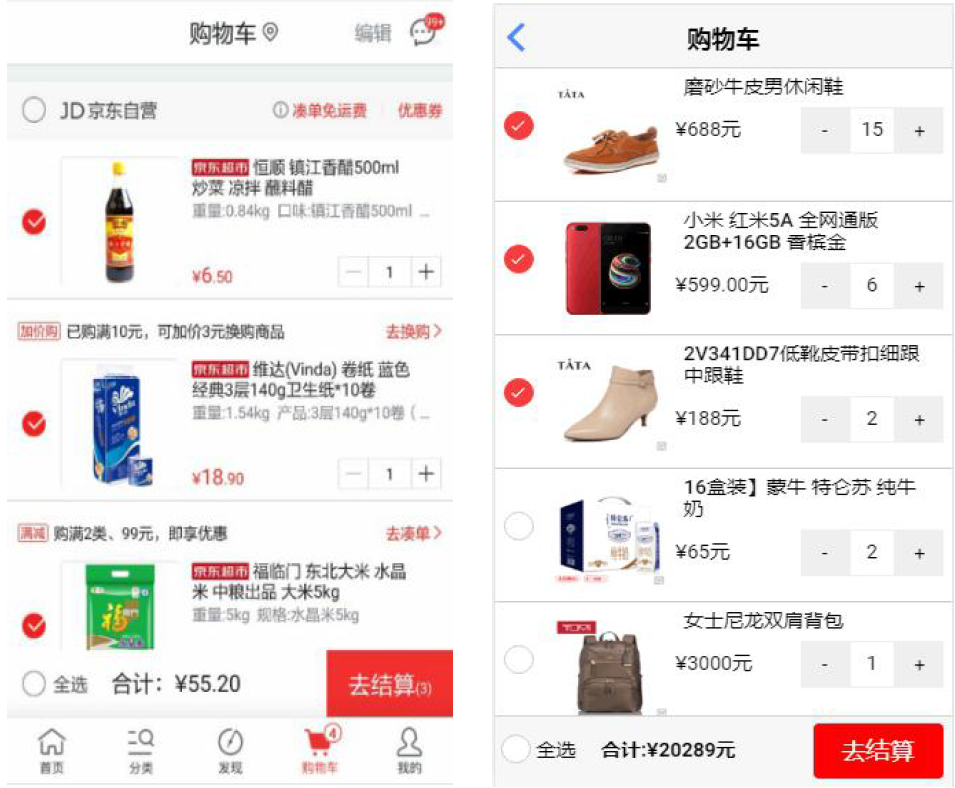 购物车
编辑
99+
JD 京东自营
凑单免运费
优惠券
京东超市 恒顺 镇江香醋500ml
炒菜 凉拌 蘸料醋
重量:0.84kg 口味:镇江香醋500ml ...
¥6.50
— 1 +
加价购 已购满10元，可加价3元换购商品
去换购
京东超市 维达(Vinda) 卷纸 蓝色
经典3层140g卫生纸*10卷
重量:1.54kg 产品:3层140g*10卷 ( ...
Vinda
¥18.90
— 1 +
满减 购满2类、99元，即享优惠
去凑单
京东超市 福临门 东北大米 水晶
米 中粮出品 大米5kg
重量:5kg 规格:水晶米5kg
福
全选
合计：¥55.20
去结算(3)
4
首页
分类
发现
购物车
我的
购物车
TATA
磨砂牛皮男休闲鞋
¥688元
- 15 +
小米 红米5A 全网通版
2GB+16GB 香槟金
¥599.00元
- 6 +
TATA
2V341DD7低靴皮带扣细跟
中跟鞋
¥188元
- 2 +
16盒装】蒙牛 特仑苏 纯牛
奶
¥65元
- 2 +
TUMI
女士尼龙双肩背包
¥3000元
- 1 +
全选
合计:¥20289元
去结算